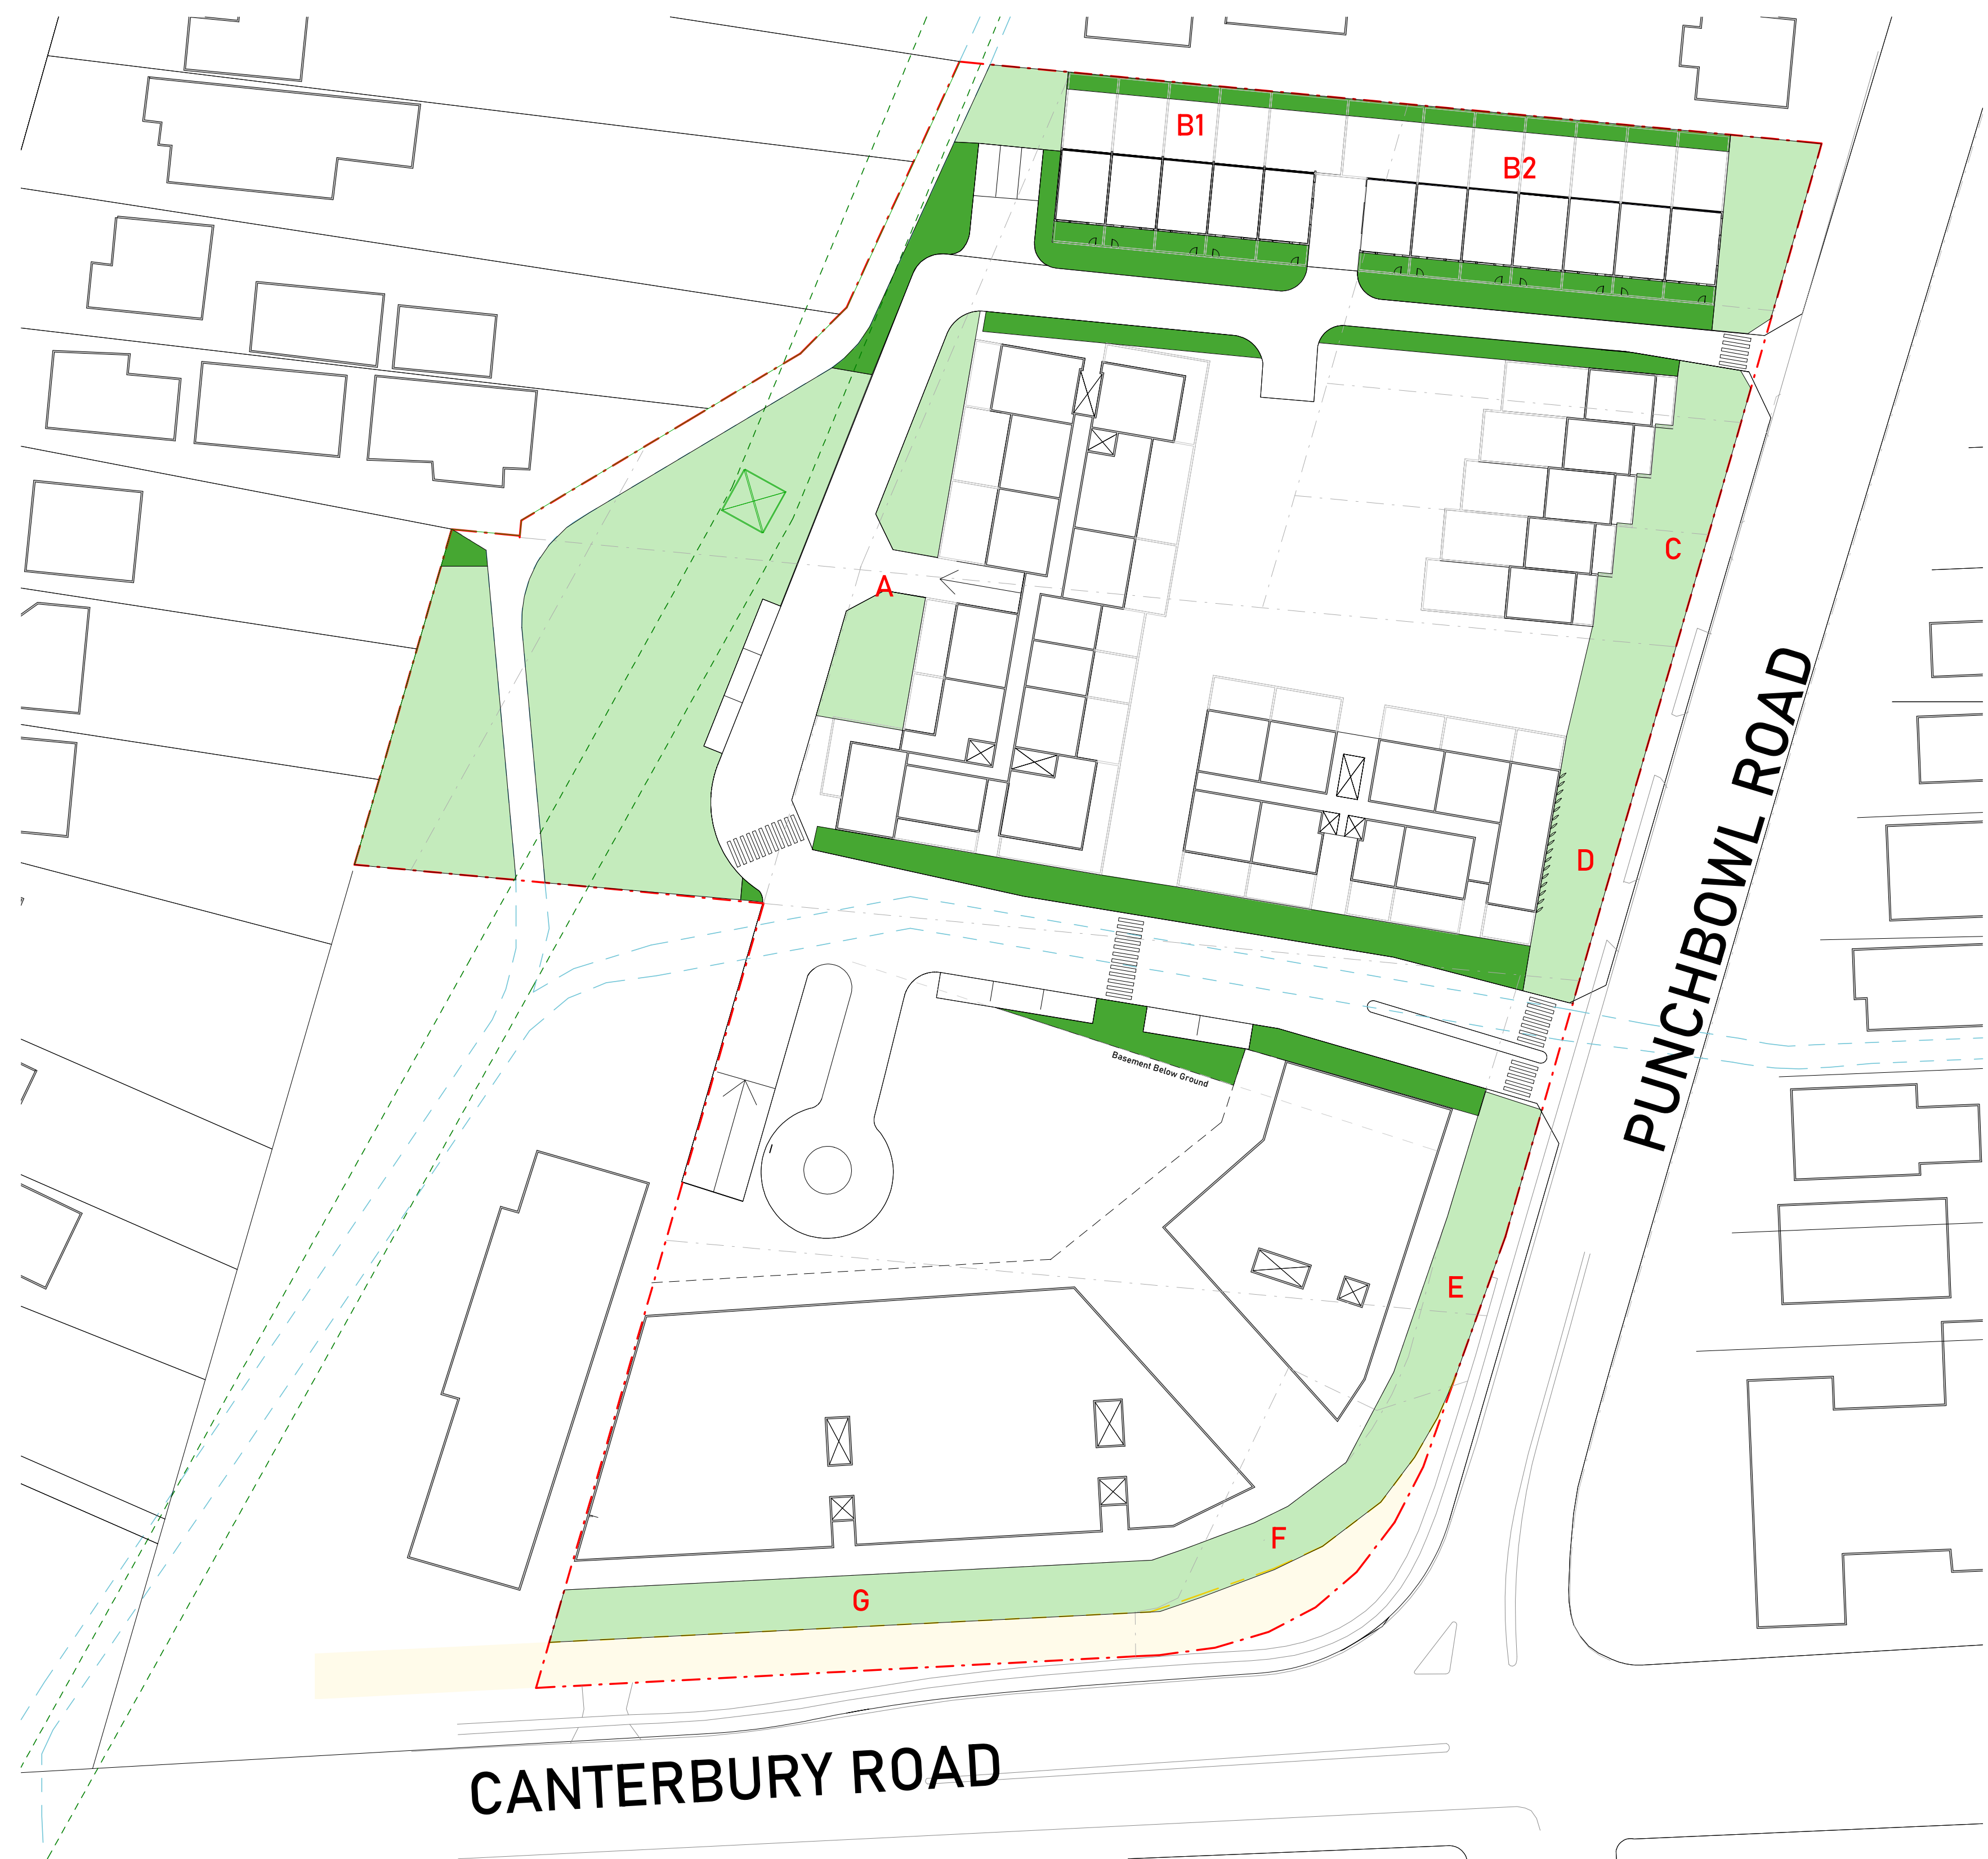 B1
B2
C
A
PUNCHBOWL ROAD
D
Basement Below Ground
E
F
G
CANTERBURY ROAD